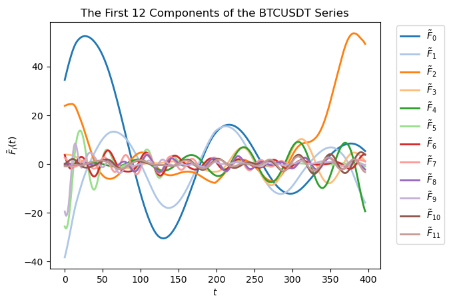 The First 12 Components of the BTCUSDT Series
F̃ᵢ(t)
40
20
0
−20
−40
0
50
100
150
200
250
300
350
400
t
F̃₀
F̃₁
F̃₂
F̃₃
F̃₄
F̃₅
F̃₆
F̃₇
F̃₈
F̃₉
F̃₁₀
F̃₁₁